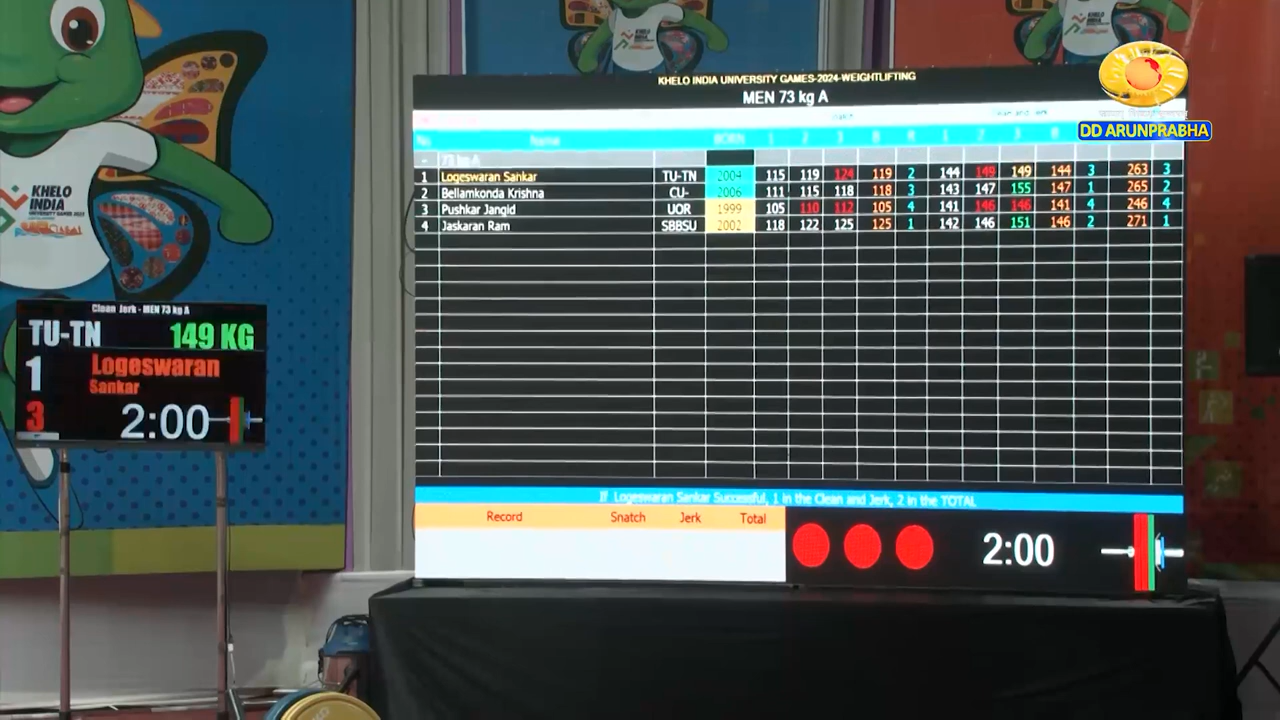 KHELO INDIA UNIVERSITY GAMES-2024-WEIGHTLIFTING
MEN 73 kg A
DD ARUNPRABHA
No Name BORN 1 2 3 B R 1 2 3 B
- 73 kg A
1 Logeswaran Sankar TU-TN 2004 115 119 124 119 2 144 149 149 144 3 263 3
2 Bellamkonda Krishna CU- 2006 111 115 118 118 3 143 147 155 147 1 265 2
3 Pushkar Jangid UOR 1999 105 110 112 105 4 141 146 146 141 4 246 4
4 Jaskaran Ram SBBSU 2002 118 122 125 125 1 142 146 151 146 2 271 1
If Logeswaran Sankar Successful, 1 in the Clean and Jerk, 2 in the TOTAL
Record Snatch Jerk Total
2:00
Clean Jerk - MEN 73 kg A
TU-TN 149 KG
1 Logeswaran
Sankar
3 2:00
KHELO
INDIA
UNIVERSITY GAMES
KHELO
INDIA
KHELO
INDIA